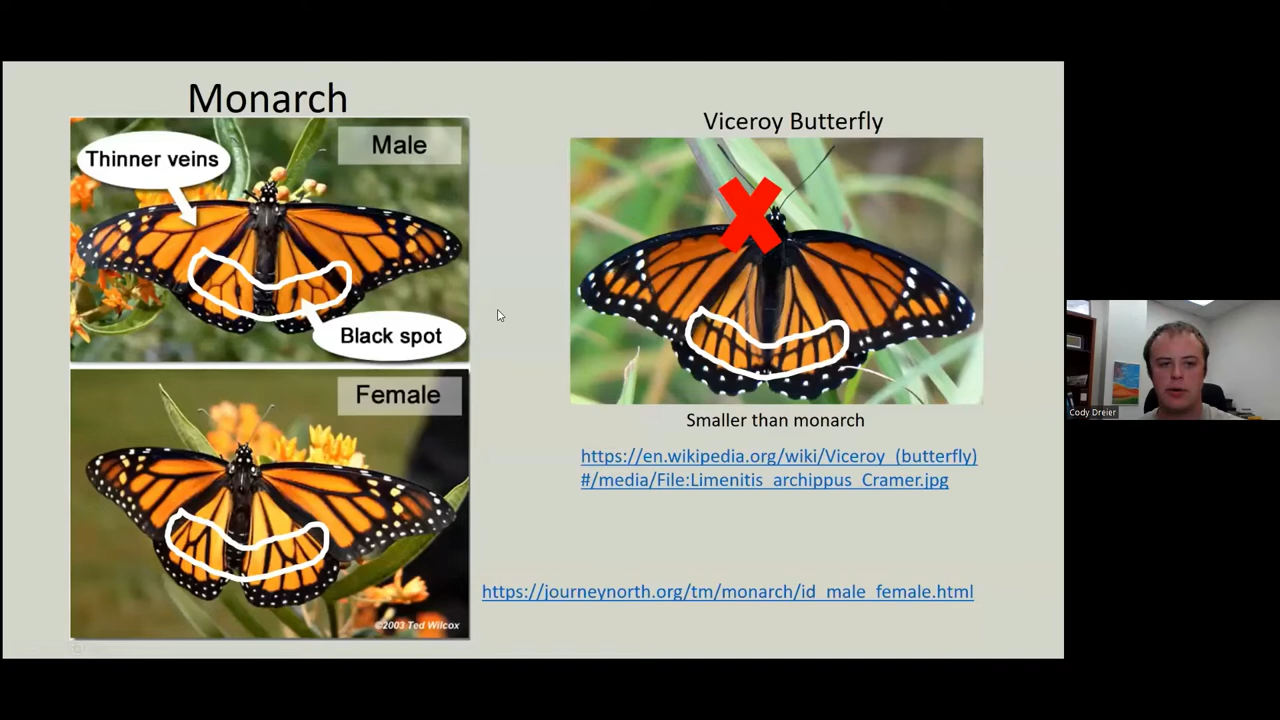 Monarch
Male
Thinner veins
Black spot
Female
©2003 Ted Wilcox
Viceroy Butterfly
Smaller than monarch
https://en.wikipedia.org/wiki/Viceroy_(butterfly)
#/media/File:Limenitis_archippus_Cramer.jpg
https://journeynorth.org/tm/monarch/id_male_female.html
Cody Dreier